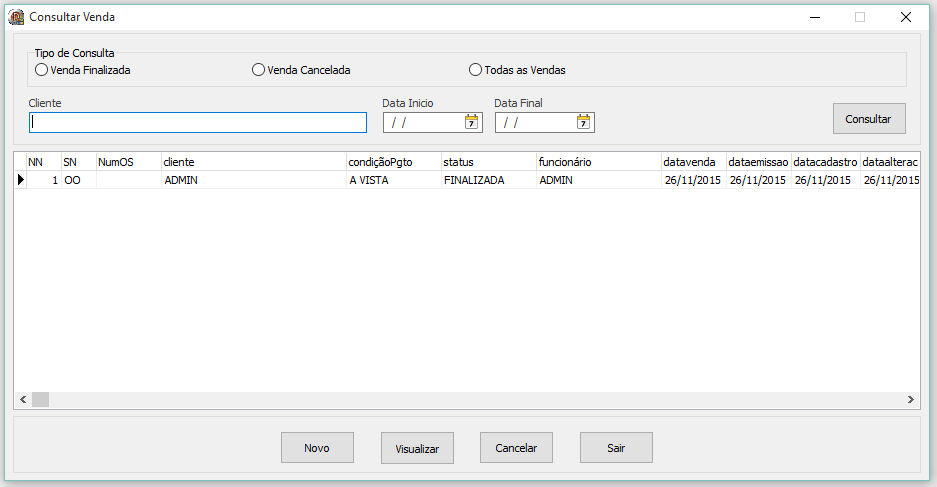 Consultar Venda
Tipo de Consulta
Venda Finalizada Venda Cancelada Todas as Vendas
Cliente Data Inicio Data Final
/ / 7 / / 7 Consultar
NN SN NumOS cliente condiçãoPgto status funcionário datavenda dataemissao datacadastro dataalterac
1 OO ADMIN A VISTA FINALIZADA ADMIN 26/11/2015 26/11/2015 26/11/2015 26/11/2015
Novo Visualizar Cancelar Sair